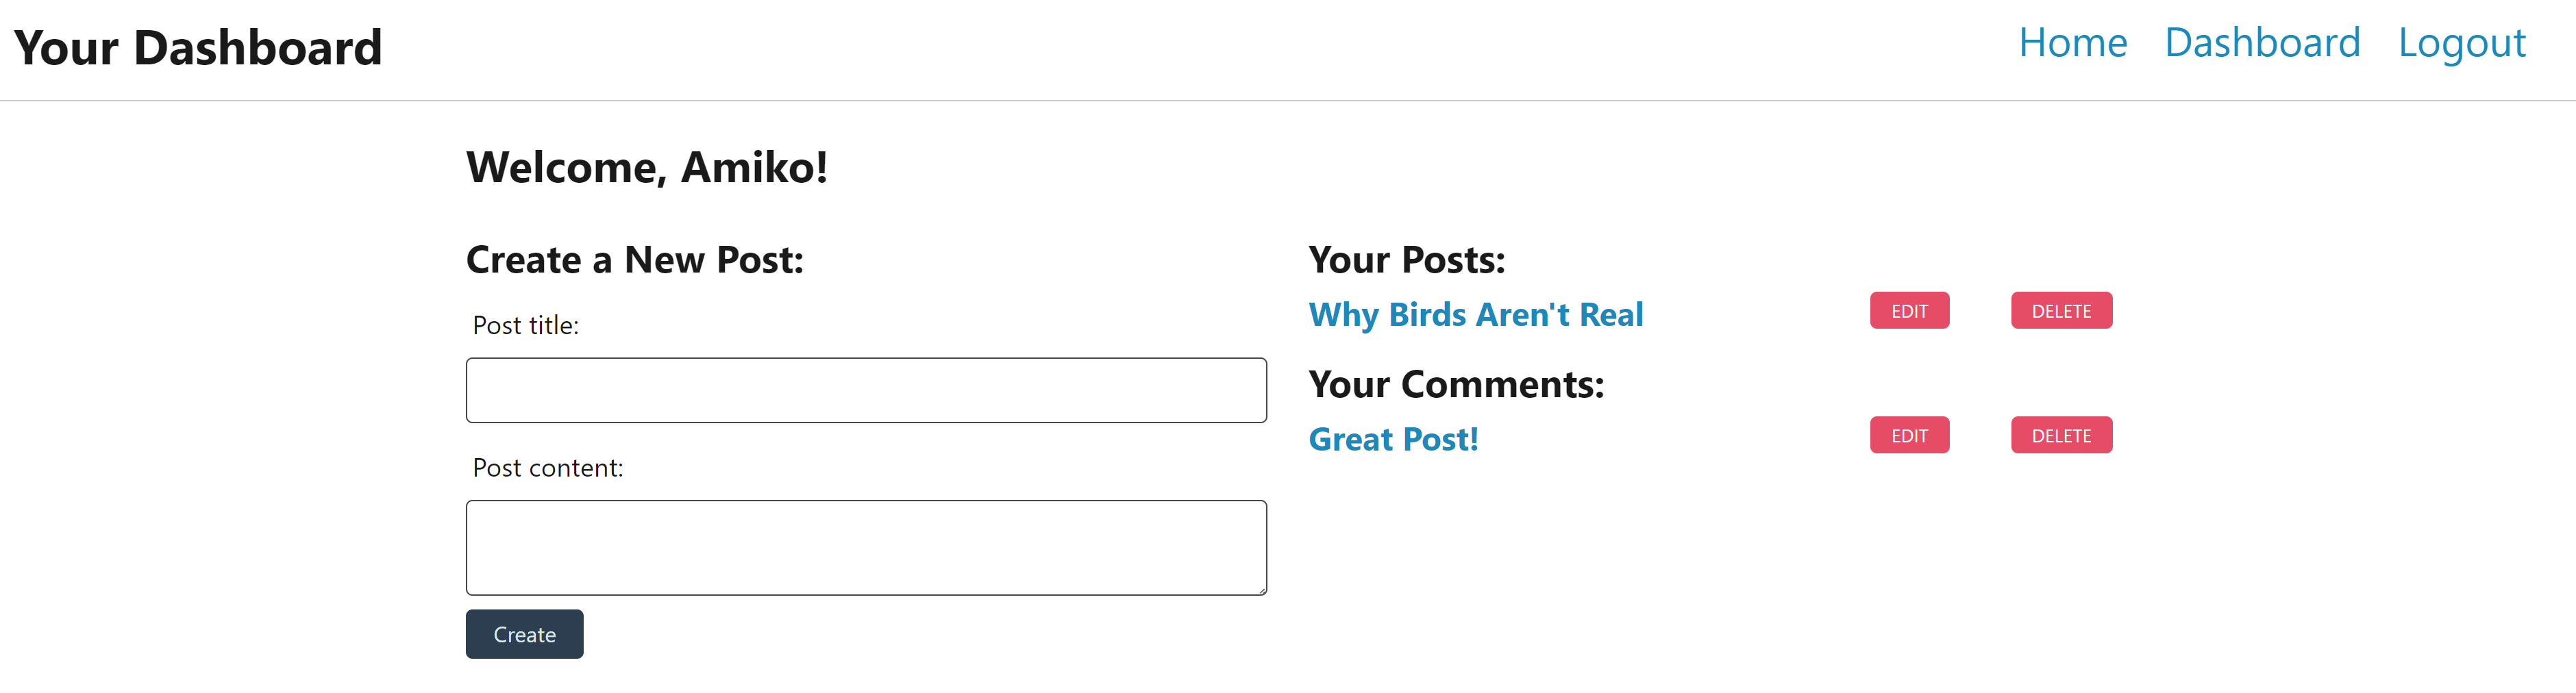 Your Dashboard
Home Dashboard Logout
Welcome, Amiko!
Create a New Post:
Post title:
Post content:
Create
Your Posts:
Why Birds Aren't Real EDIT DELETE
Your Comments:
Great Post! EDIT DELETE